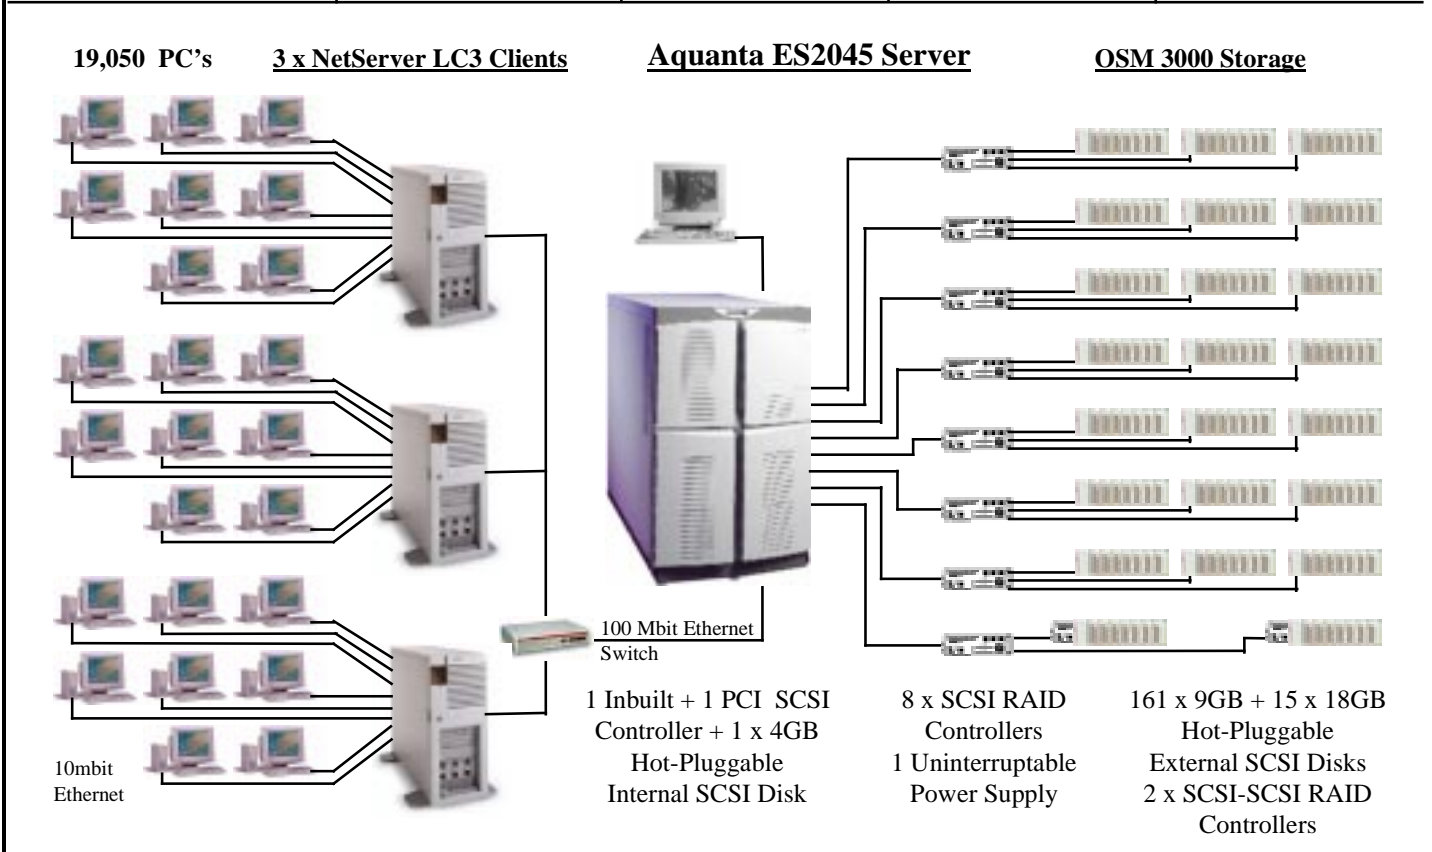 19,050 PC's
3 x NetServer LC3 Clients
Aquanta ES2045 Server
OSM 3000 Storage
100 Mbit Ethernet
Switch
10mbit
Ethernet
1 Inbuilt + 1 PCI SCSI
Controller + 1 x 4GB
Hot-Pluggable
Internal SCSI Disk
8 x SCSI RAID
Controllers
1 Uninterruptable
Power Supply
161 x 9GB + 15 x 18GB
Hot-Pluggable
External SCSI Disks
2 x SCSI-SCSI RAID
Controllers